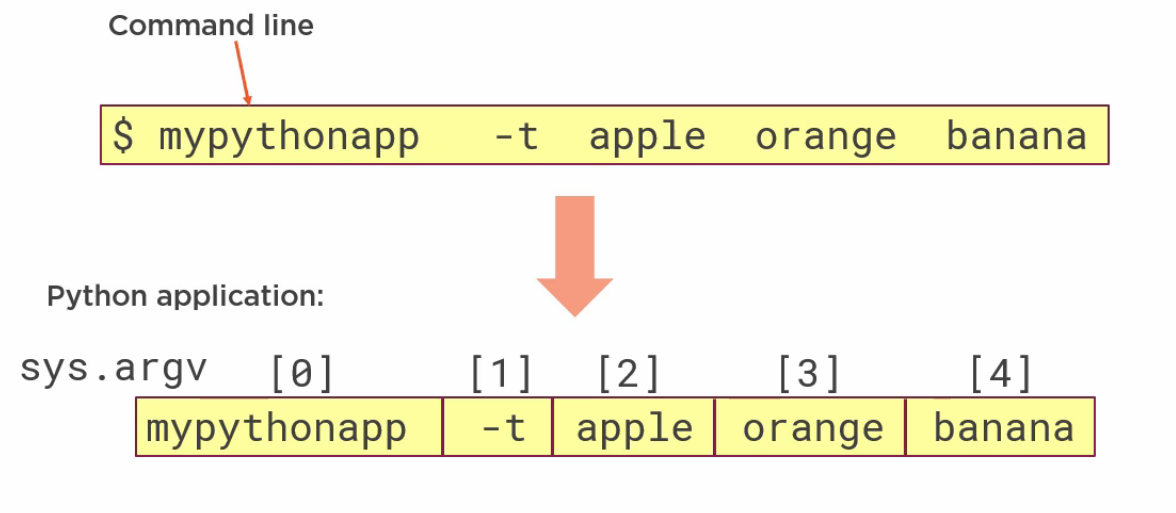 Command line
$ mypythonapp -t apple orange banana
Python application:
sys.argv [0] [1] [2] [3] [4]
mypythonapp -t apple orange banana